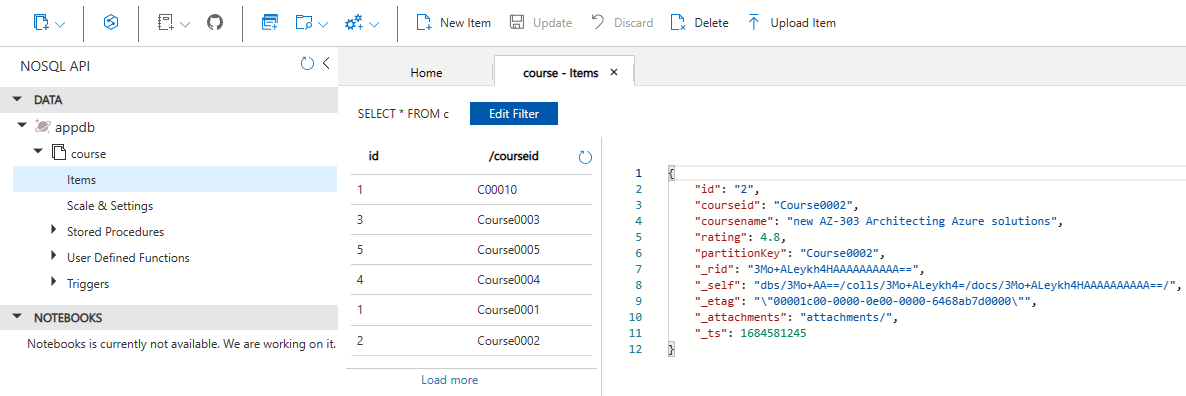 New Item Update Discard Delete Upload Item
NOSQL API
DATA
appdb
course
Items
Scale & Settings
Stored Procedures
User Defined Functions
Triggers
NOTEBOOKS
Notebooks is currently not available. We are working on it.
Home course - Items ×
SELECT * FROM c Edit Filter
id /courseid
1 C00010
3 Course0003
5 Course0005
4 Course0004
1 Course0001
2 Course0002
Load more
1 {
2 "id": "2",
3 "courseid": "Course0002",
4 "coursename": "new AZ-303 Architecting Azure solutions",
5 "rating": 4.8,
6 "partitionKey": "Course0002",
7 "_rid": "3Mo+ALeykh4HAAAAAAAAAA==",
8 "_self": "dbs/3Mo+AA==/colls/3Mo+ALeykh4=/docs/3Mo+ALeykh4HAAAAAAAAAA==/",
9 "_etag": "\"00001c00-0000-0e00-0000-6468ab7d0000\"",
10 "_attachments": "attachments/",
11 "_ts": 1684581245
12 }